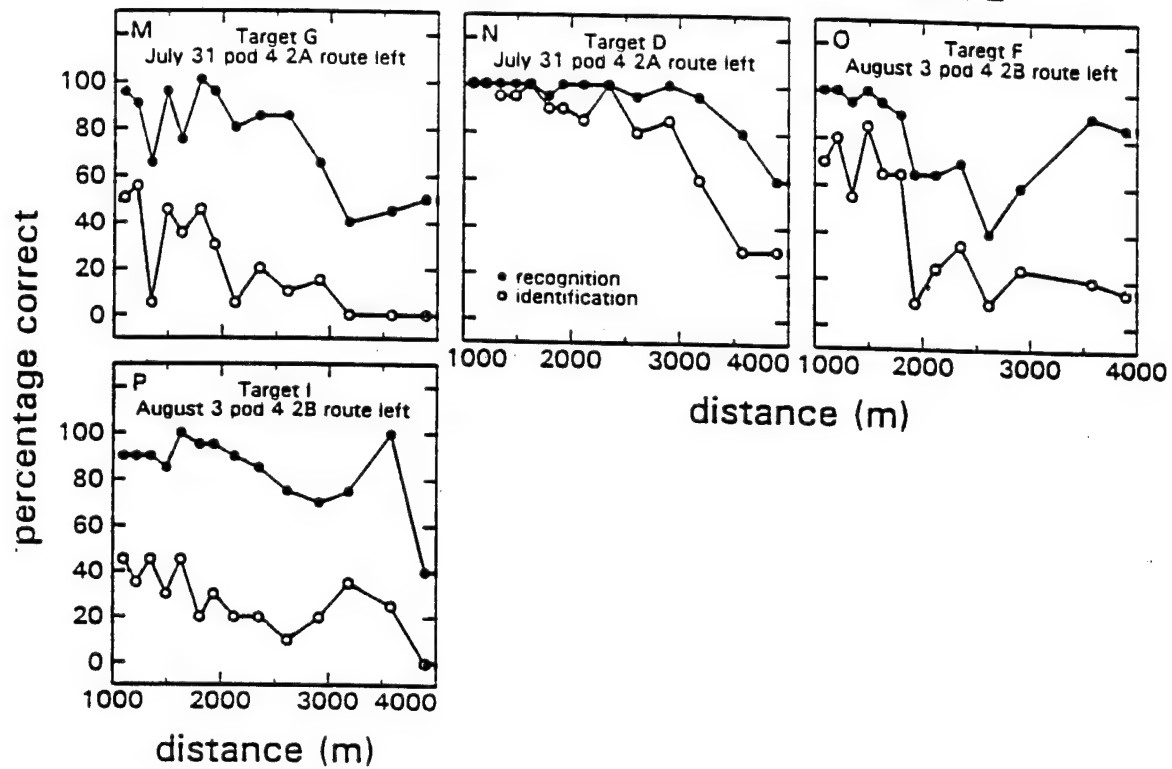 M
Target G
July 31 pod 4 2A route left
N
Target D
July 31 pod 4 2A route left
O
Taregt F
August 3 pod 4 2B route left
100
80
60
40
20
0
recognition
identification
1000 2000 3000 4000
1000 2000 3000 4000
distance (m)
percentage correct
P
Target I
August 3 pod 4 2B route left
100
80
60
40
20
0
1000 2000 3000 4000
distance (m)